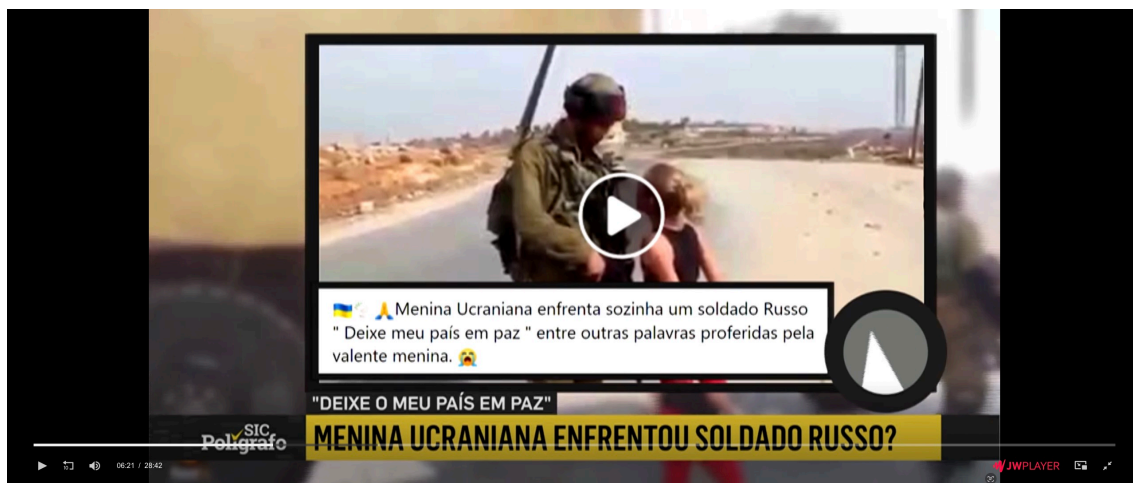 Menina Ucraniana enfrenta sozinha um soldado Russo
" Deixe meu país em paz " entre outras palavras proferidas pela
valente menina.
"DEIXE O MEU PAÍS EM PAZ"
SIC
Polígrafo
MENINA UCRANIANA ENFRENTOU SOLDADO RUSSO?
10
06:21 / 28:42
JWPLAYER